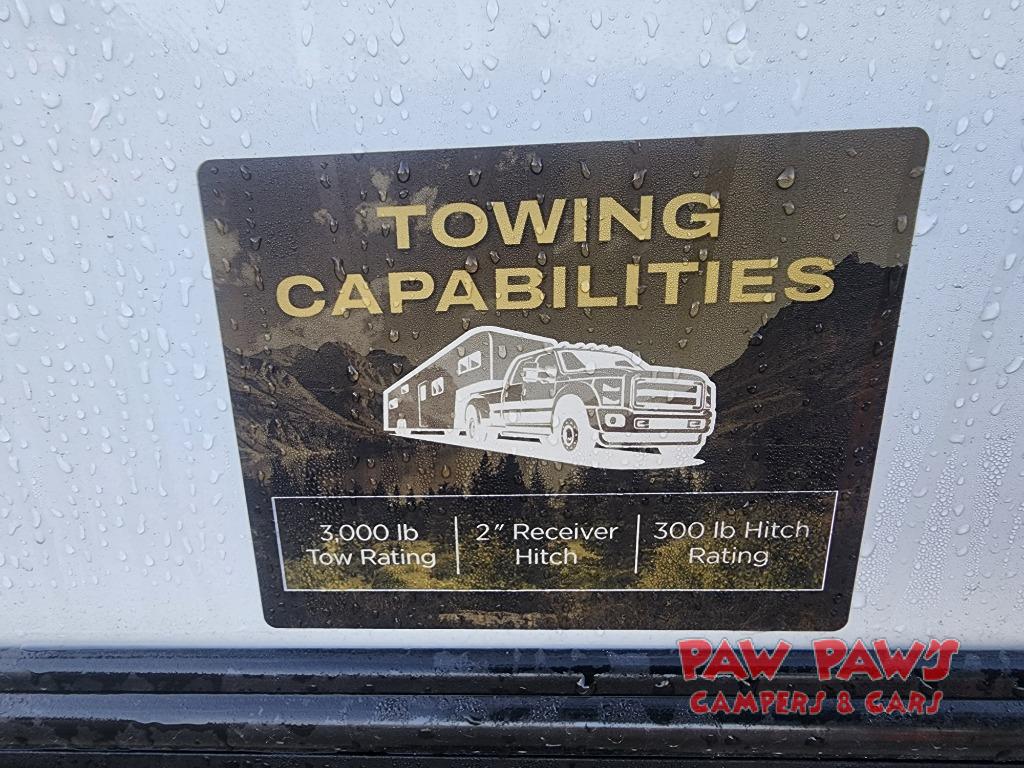 TOWING
CAPABILITIES
3,000 lb
Tow Rating
2" Receiver
Hitch
300 lb Hitch
Rating
PAW PAW'S
CAMPERS & CARS